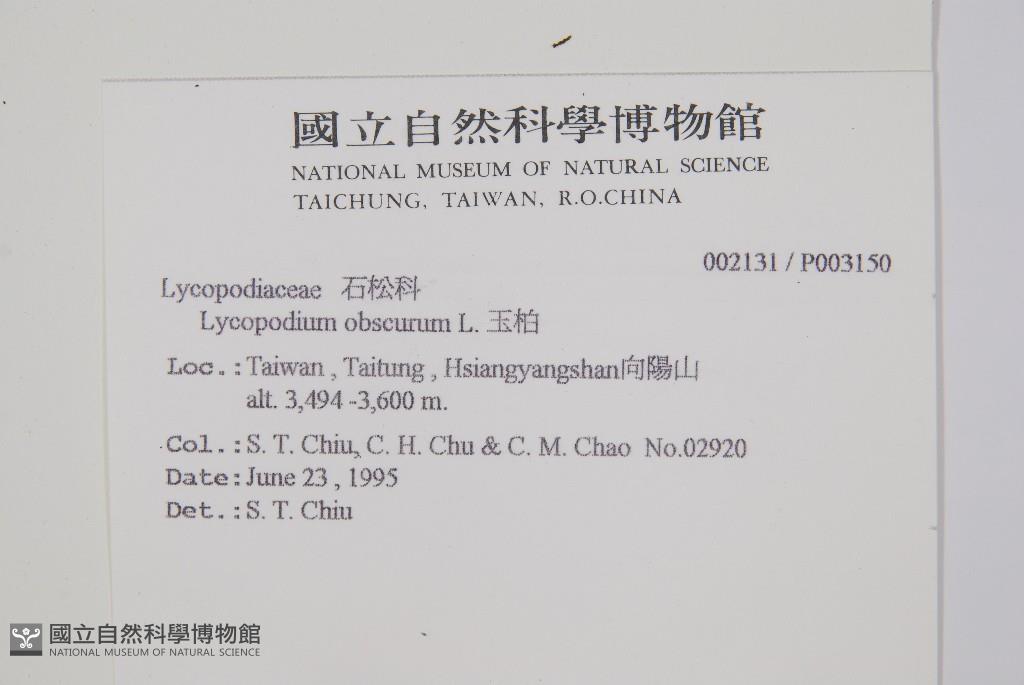 國立自然科學博物館
NATIONAL MUSEUM OF NATURAL SCIENCE
TAICHUNG, TAIWAN, R.O.CHINA
002131 / P003150
Lycopodiaceae 石松科
Lycopodium obscurum L. 玉柏
Loc.: Taiwan , Taitung , Hsiangyangshan向陽山
alt. 3,494 -3,600 m.
Col.: S. T. Chiu, C. H. Chu & C. M. Chao No.02920
Date: June 23 , 1995
Det.: S. T. Chiu
國立自然科學博物館
NATIONAL MUSEUM OF NATURAL SCIENCE